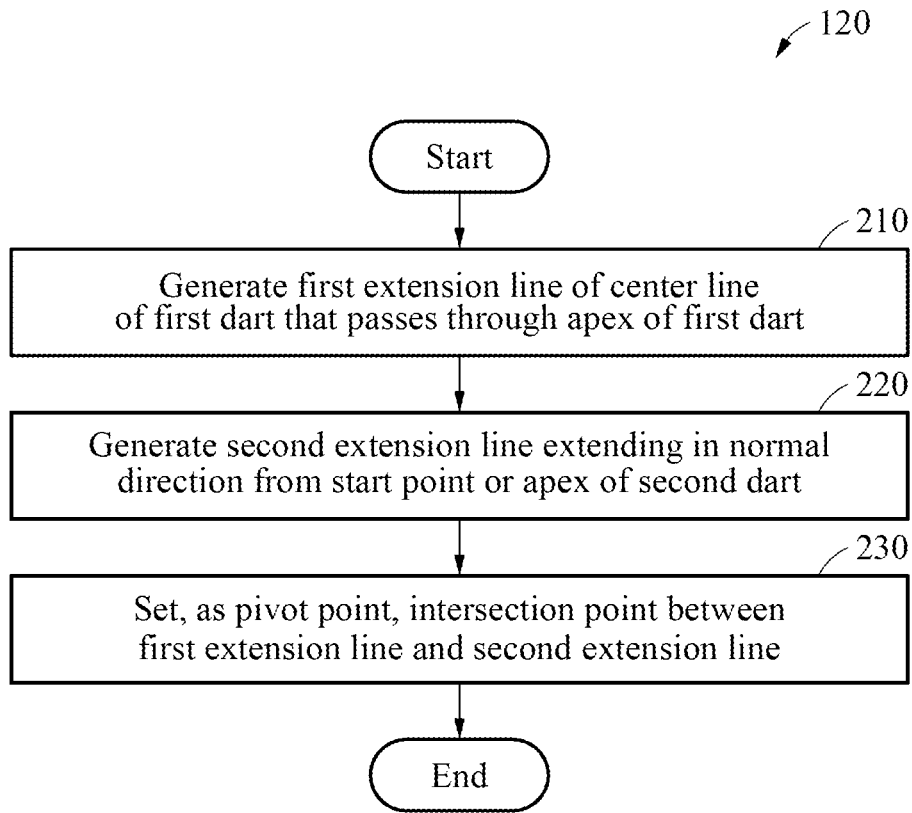 120
Start
210
Generate first extension line of center line
of first dart that passes through apex of first dart
220
Generate second extension line extending in normal
direction from start point or apex of second dart
230
Set, as pivot point, intersection point between
first extension line and second extension line
End